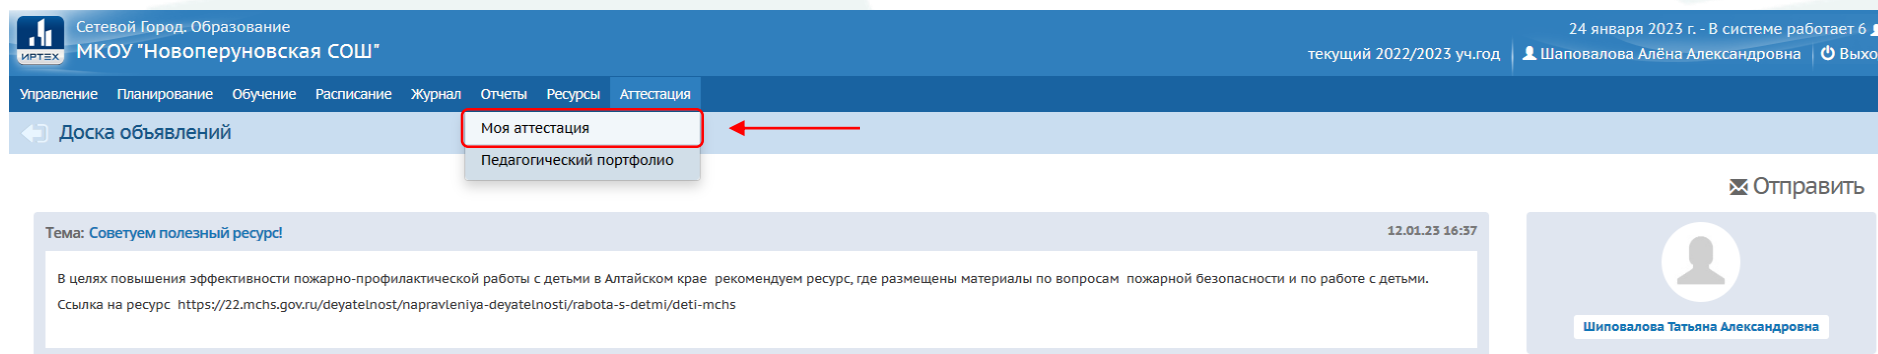 Сетевой Город. Образование
МКОУ "Новоперуновская СОШ"
ИРТЕХ
24 января 2023 г. - В системе работает 6
текущий 2022/2023 уч.год
Шаповалова Алёна Александровна
Выхо
Управление Планирование Обучение Расписание Журнал Отчеты Ресурсы Аттестация
Доска объявлений
Моя аттестация
Педагогический портфолио
Отправить
Тема: Советуем полезный ресурс!
12.01.23 16:37
В целях повышения эффективности пожарно-профилактической работы с детьми в Алтайском крае рекомендуем ресурс, где размещены материалы по вопросам пожарной безопасности и по работе с детьми.
Ссылка на ресурс https://22.mchs.gov.ru/deyatelnost/napravleniya-deyatelnosti/rabota-s-detmi/deti-mchs
Шиповалова Татьяна Александровна